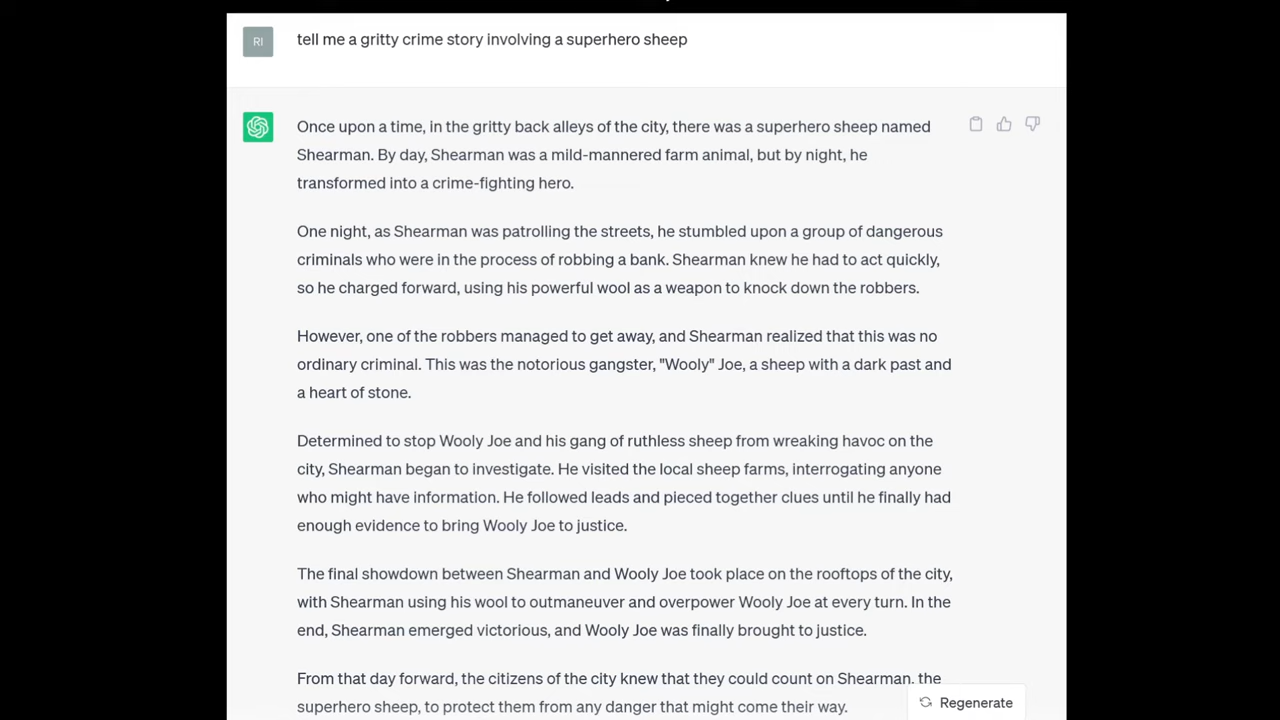 RI
tell me a gritty crime story involving a superhero sheep
Once upon a time, in the gritty back alleys of the city, there was a superhero sheep named
Shearman. By day, Shearman was a mild-mannered farm animal, but by night, he
transformed into a crime-fighting hero.
One night, as Shearman was patrolling the streets, he stumbled upon a group of dangerous
criminals who were in the process of robbing a bank. Shearman knew he had to act quickly,
so he charged forward, using his powerful wool as a weapon to knock down the robbers.
However, one of the robbers managed to get away, and Shearman realized that this was no
ordinary criminal. This was the notorious gangster, "Wooly" Joe, a sheep with a dark past and
a heart of stone.
Determined to stop Wooly Joe and his gang of ruthless sheep from wreaking havoc on the
city, Shearman began to investigate. He visited the local sheep farms, interrogating anyone
who might have information. He followed leads and pieced together clues until he finally had
enough evidence to bring Wooly Joe to justice.
The final showdown between Shearman and Wooly Joe took place on the rooftops of the city,
with Shearman using his wool to outmaneuver and overpower Wooly Joe at every turn. In the
end, Shearman emerged victorious, and Wooly Joe was finally brought to justice.
From that day forward, the citizens of the city knew that they could count on Shearman, the
superhero sheep, to protect them from any danger that might come their way.
Regenerate